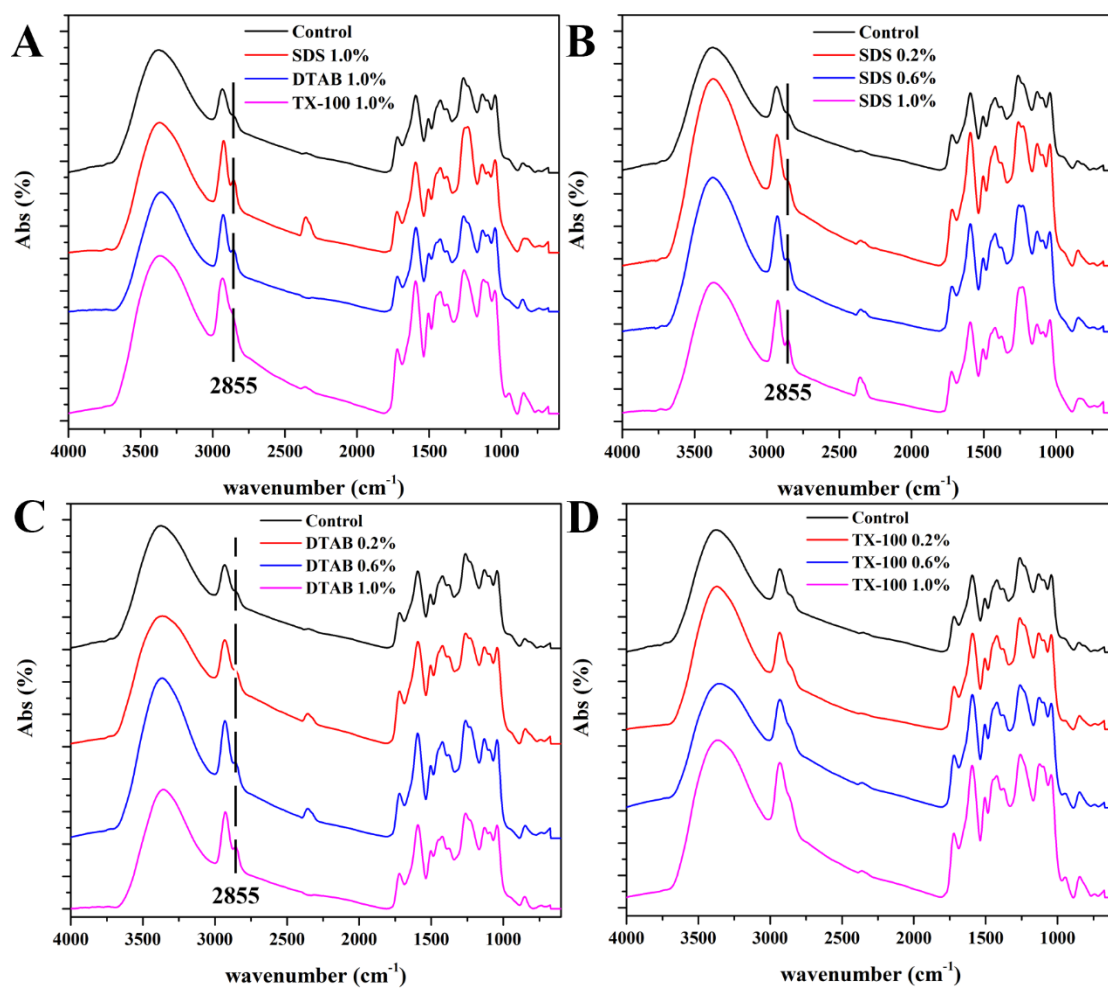 A
Control
SDS 1.0%
DTAB 1.0%
TX-100 1.0%
Abs (%)
2855
4000 3500 3000 2500 2000 1500 1000
wavenumber (cm⁻¹)
B
Control
SDS 0.2%
SDS 0.6%
SDS 1.0%
Abs (%)
2855
4000 3500 3000 2500 2000 1500 1000
wavenumber (cm⁻¹)
C
Control
DTAB 0.2%
DTAB 0.6%
DTAB 1.0%
Abs (%)
2855
4000 3500 3000 2500 2000 1500 1000
wavenumber (cm⁻¹)
D
Control
TX-100 0.2%
TX-100 0.6%
TX-100 1.0%
Abs (%)
4000 3500 3000 2500 2000 1500 1000
wavenumber (cm⁻¹)